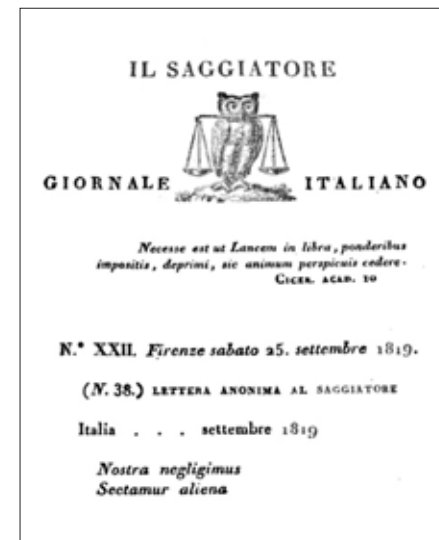 IL SAGGIATORE
GIORNALE ITALIANO
Necesse est ut Lancem in libra, ponderibus
impositis, deprimi, sic animum perspicuis cedere.
CICER. ACAD. 10
N.° XXII. Firenze sabato 25. settembre 1819.
(N. 38.) LETTERA ANONIMA AL SAGGIATORE
Italia . . . settembre 1819
Nostra negligimus
Sectamur aliena